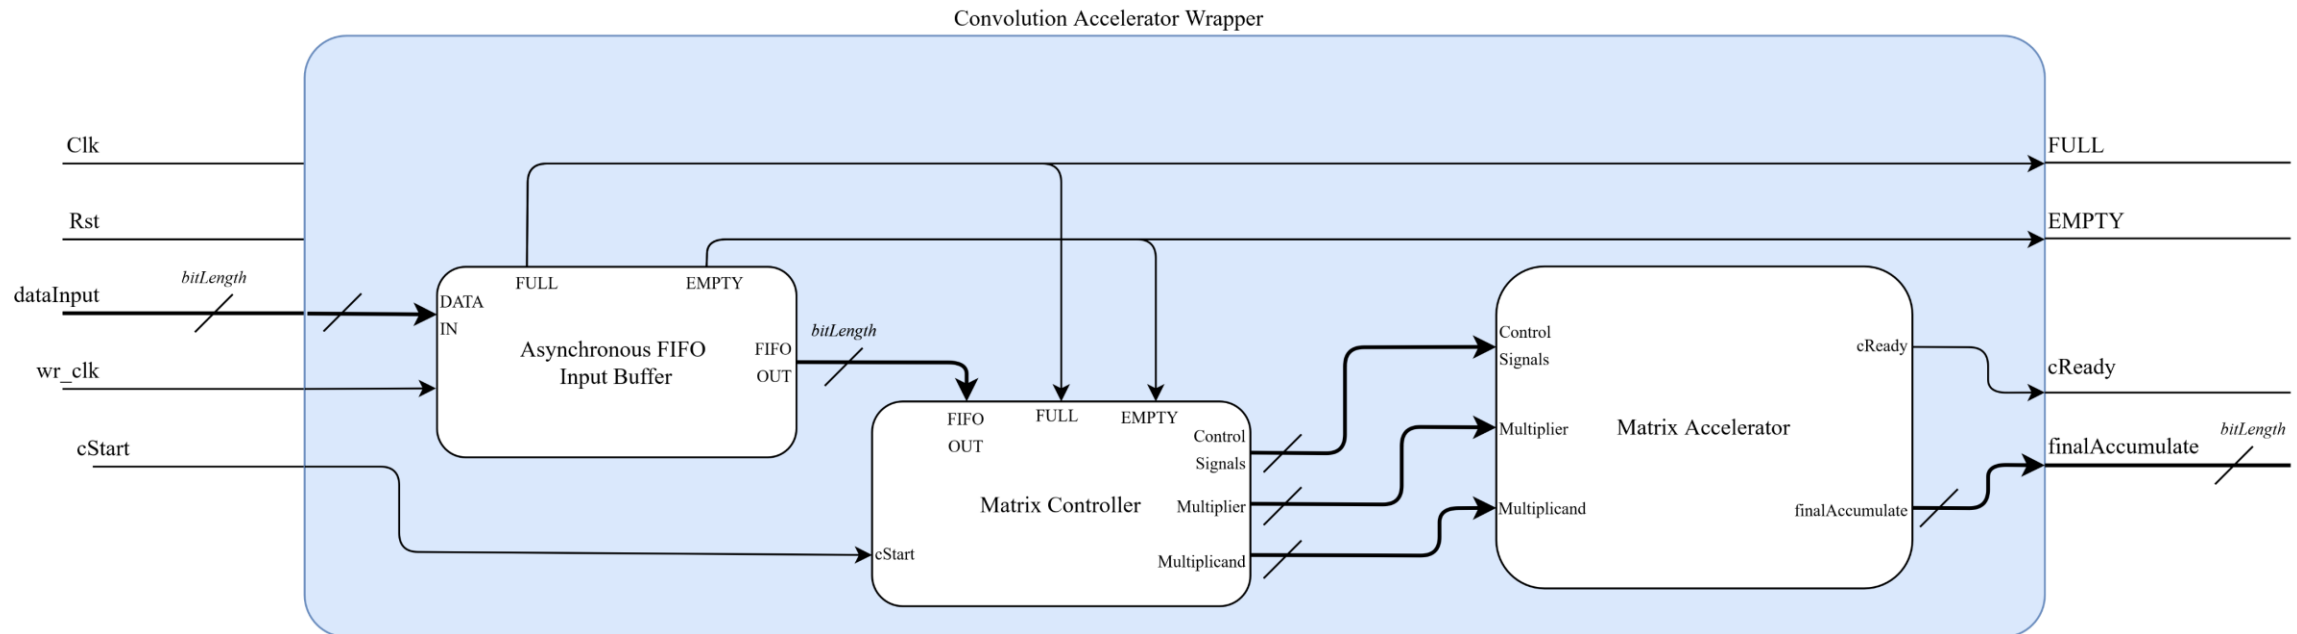 Convolution Accelerator Wrapper
Clk
Rst
bitLength
dataInput
wr_clk
cStart
FULL
EMPTY
DATA
IN
Asynchronous FIFO
Input Buffer
FIFO
OUT
bitLength
FIFO
OUT
FULL
EMPTY
Control
Signals
Matrix Controller
Multiplier
cStart
Multiplicand
Control
Signals
Multiplier
Multiplicand
Matrix Accelerator
cReady
finalAccumulate
FULL
EMPTY
cReady
bitLength
finalAccumulate